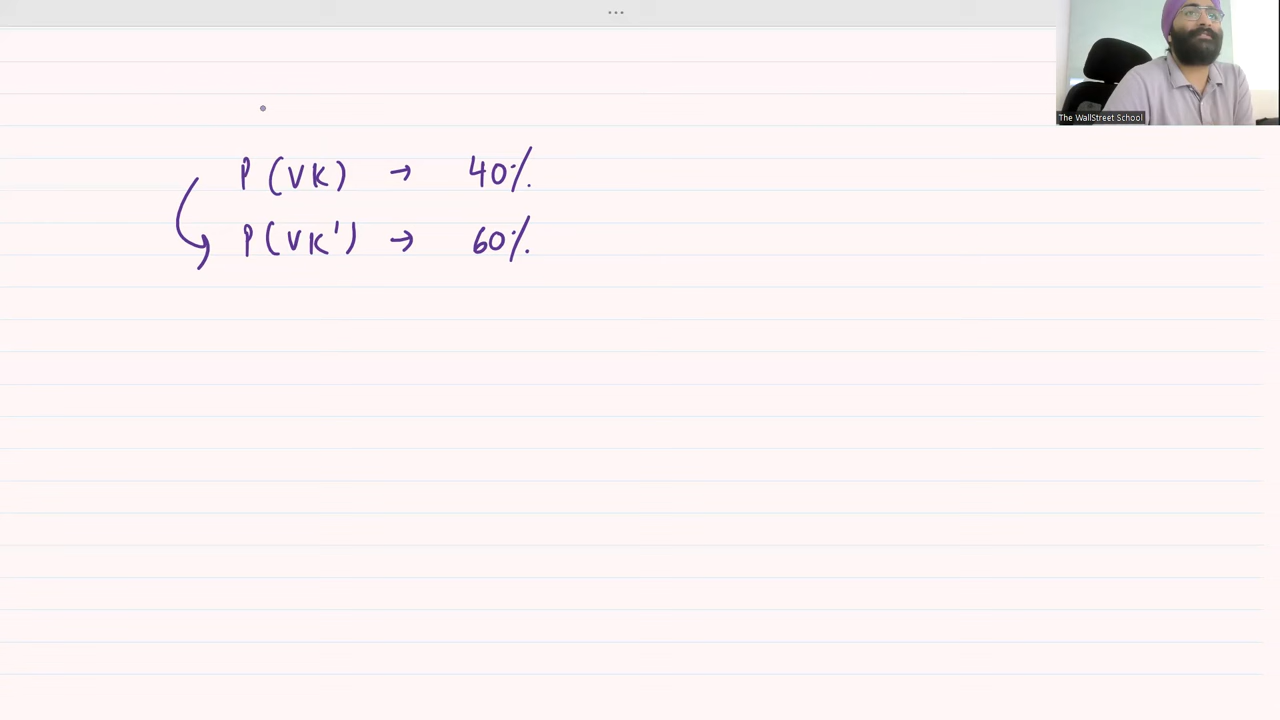 The WallStreet School
P (VK) → 40%
P (VK') → 60%